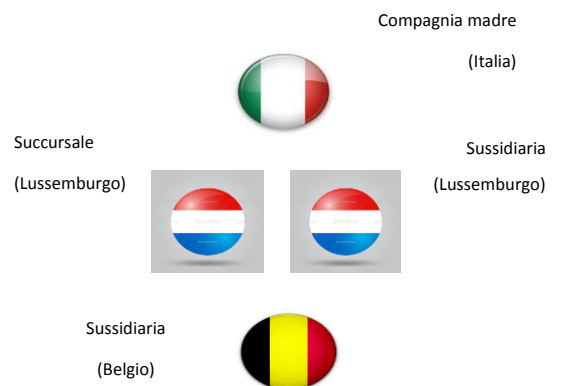 Compagnia madre
(Italia)
Succursale
(Lussemburgo)
Sussidiaria
(Lussemburgo)
Sussidiaria
(Belgio)